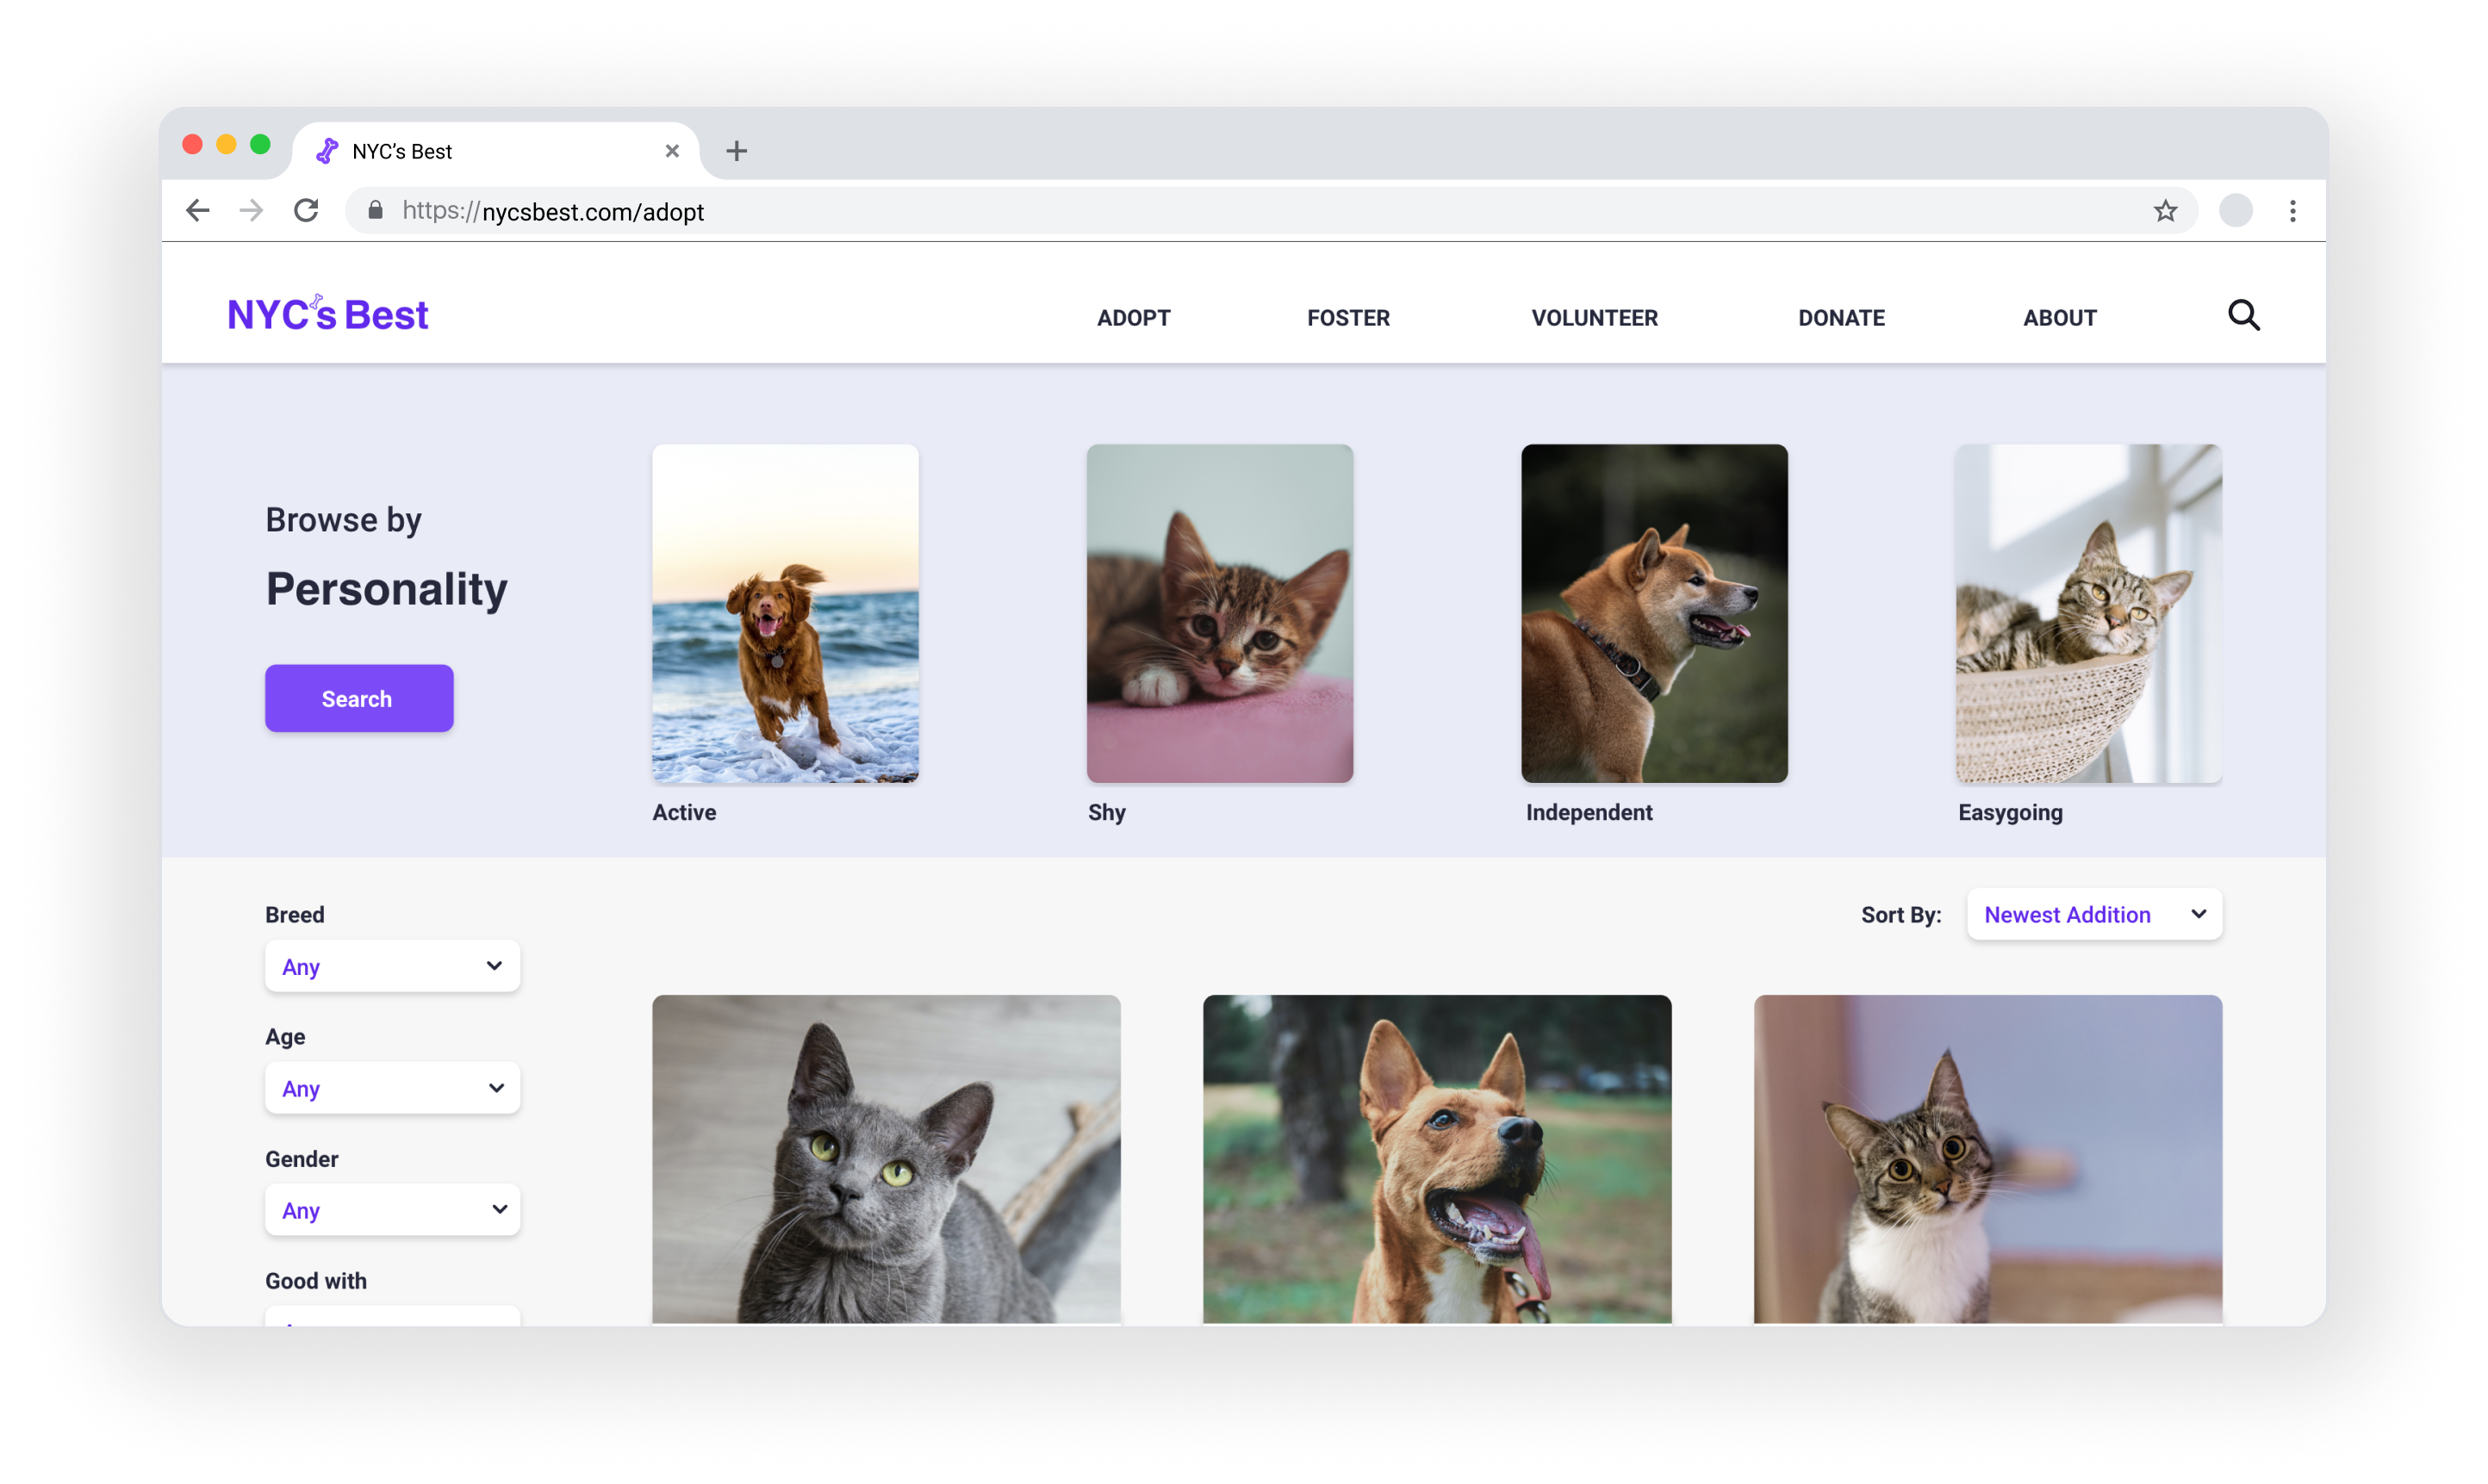 NYC's Best
https://nycsbest.com/adopt
NYC's Best
ADOPT FOSTER VOLUNTEER DONATE ABOUT
Browse by
Personality
Search
Active
Shy
Independent
Easygoing
Sort By: Newest Addition
Breed
Any
Age
Any
Gender
Any
Good with